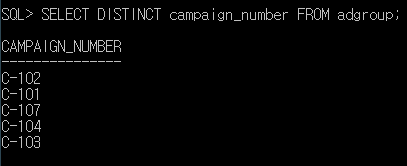 SQL> SELECT DISTINCT campaign_number FROM adgroup;
CAMPAIGN_NUMBER
---------------
C-102
C-101
C-107
C-104
C-103